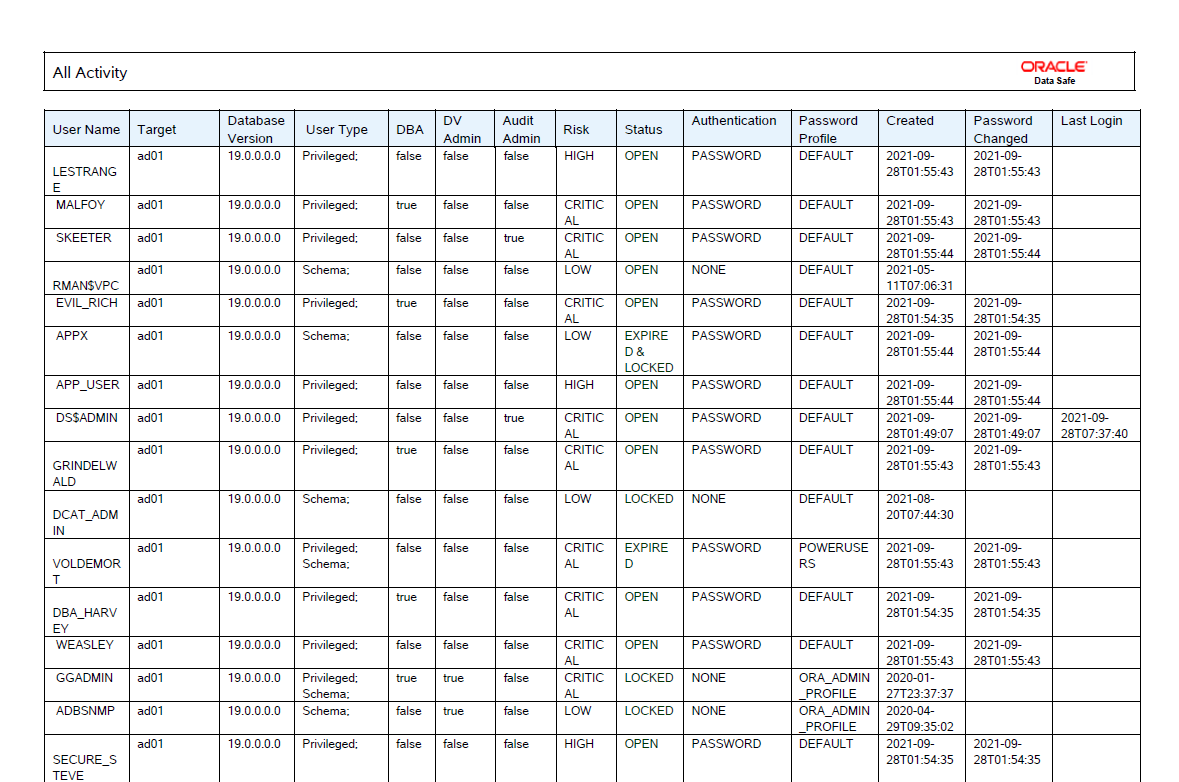 All Activity
ORACLE
Data Safe
User Name Target Database Version User Type DBA DV Admin Audit Admin Risk Status Authentication Password Profile Created Password Changed Last Login
LESTRANGE ad01 19.0.0.0.0 Privileged; false false false HIGH OPEN PASSWORD DEFAULT 2021-09-28T01:55:43 2021-09-28T01:55:43
MALFOY ad01 19.0.0.0.0 Privileged; true false false CRITICAL OPEN PASSWORD DEFAULT 2021-09-28T01:55:43 2021-09-28T01:55:43
SKEETER ad01 19.0.0.0.0 Privileged; false false true CRITICAL OPEN PASSWORD DEFAULT 2021-09-28T01:55:44 2021-09-28T01:55:44
RMAN$VPC ad01 19.0.0.0.0 Schema; false false false LOW OPEN NONE DEFAULT 2021-05-11T07:06:31
EVIL_RICH ad01 19.0.0.0.0 Privileged; true false false CRITICAL OPEN PASSWORD DEFAULT 2021-09-28T01:54:35 2021-09-28T01:54:35
APPX ad01 19.0.0.0.0 Schema; false false false LOW EXPIRED & LOCKED PASSWORD DEFAULT 2021-09-28T01:55:44 2021-09-28T01:55:44
APP_USER ad01 19.0.0.0.0 Privileged; false false false HIGH OPEN PASSWORD DEFAULT 2021-09-28T01:55:44 2021-09-28T01:55:44
DS$ADMIN ad01 19.0.0.0.0 Privileged; false false true CRITICAL OPEN PASSWORD DEFAULT 2021-09-28T01:49:07 2021-09-28T01:49:07 2021-09-28T07:37:40
GRINDELWALD ad01 19.0.0.0.0 Privileged; true false false CRITICAL OPEN PASSWORD DEFAULT 2021-09-28T01:55:43 2021-09-28T01:55:43
DCAT_ADMIN ad01 19.0.0.0.0 Schema; false false false LOW LOCKED NONE DEFAULT 2021-08-20T07:44:30
VOLDEMORT ad01 19.0.0.0.0 Privileged; Schema; false false false CRITICAL EXPIRED PASSWORD POWERUSERS 2021-09-28T01:55:43 2021-09-28T01:55:43
DBA_HARVEY ad01 19.0.0.0.0 Privileged; true false false CRITICAL OPEN PASSWORD DEFAULT 2021-09-28T01:54:35 2021-09-28T01:54:35
WEASLEY ad01 19.0.0.0.0 Privileged; false false false CRITICAL OPEN PASSWORD DEFAULT 2021-09-28T01:55:43 2021-09-28T01:55:43
GGADMIN ad01 19.0.0.0.0 Privileged; Schema; true true false CRITICAL LOCKED NONE ORA_ADMIN_PROFILE 2020-01-27T23:37:37
ADBSNMP ad01 19.0.0.0.0 Schema; false true false LOW LOCKED NONE ORA_ADMIN_PROFILE 2020-04-29T09:35:02
SECURE_STEVE ad01 19.0.0.0.0 Privileged; false false false HIGH OPEN PASSWORD DEFAULT 2021-09-28T01:54:35 2021-09-28T01:54:35